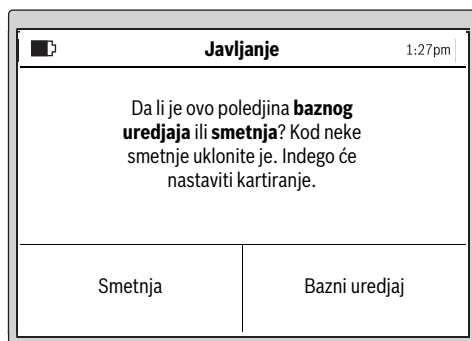 Javljanje 1:27pm
Da li je ovo poledjina baznog
uredjaja ili smetnja? Kod neke
smetnje uklonite je. Indego će
nastaviti kartiranje.
Smetnja Bazni uredjaj